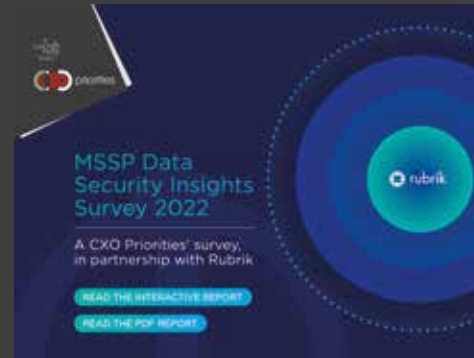 CXO priorities
MSSP Data
Security Insights
Survey 2022
rubrik
A CXO Priorities' survey,
in partnership with Rubrik
READ THE INTERACTIVE REPORT
READ THE PDF REPORT